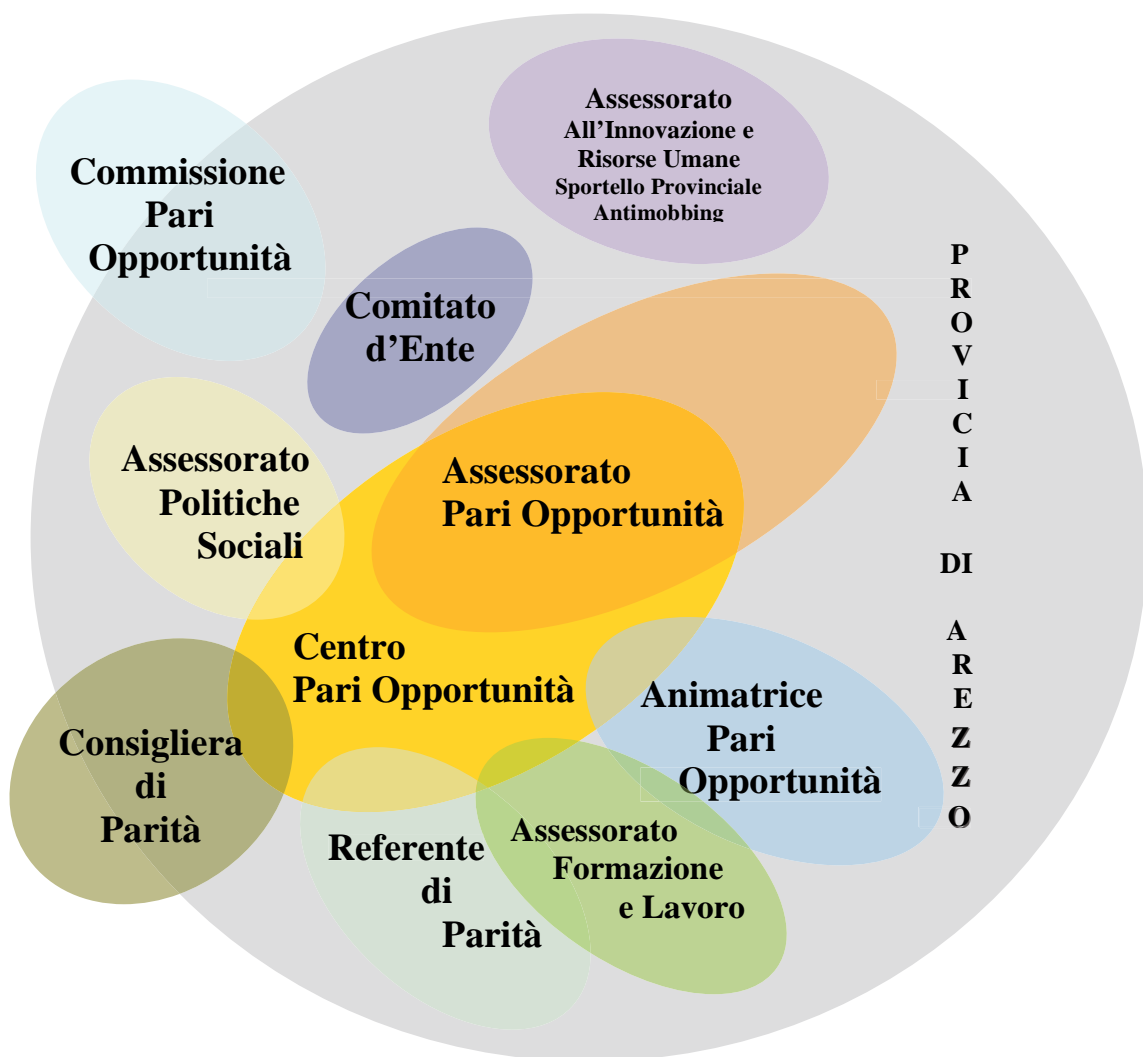 Assessorato
All'Innovazione e
Risorse Umane
Sportello Provinciale
Antimobbing
Commissione
Pari
Opportunità
Comitato
d'Ente
Assessorato
Politiche
Sociali
Assessorato
Pari Opportunità
Centro
Pari Opportunità
Animatrice
Pari
Opportunità
Consigliera
di
Parità
Referente
di
Parità
Assessorato
Formazione
e Lavoro
P
R
O
V
I
C
I
A
DI
A
R
E
Z
Z
O